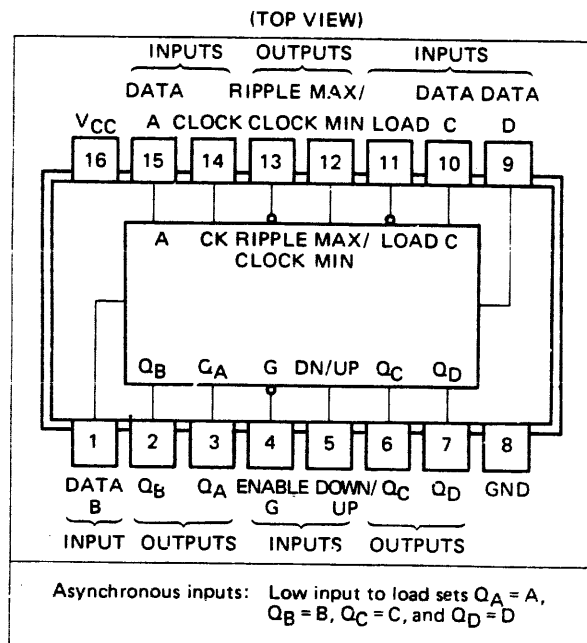 (TOP VIEW)
INPUTS OUTPUTS INPUTS
DATA RIPPLE MAX/ DATA DATA
VCC A CLOCK CLOCK MIN LOAD C D
16 15 14 13 12 11 10 9
A CK RIPPLE MAX/ LOAD C
CLOCK MIN
QB QA G DN/UP QC QD
1 2 3 4 5 6 7 8
DATA QB QA ENABLE DOWN/ QC QD GND
B G UP
INPUT OUTPUTS INPUTS OUTPUTS
Asynchronous inputs: Low input to load sets QA = A,
QB = B, QC = C, and QD = D